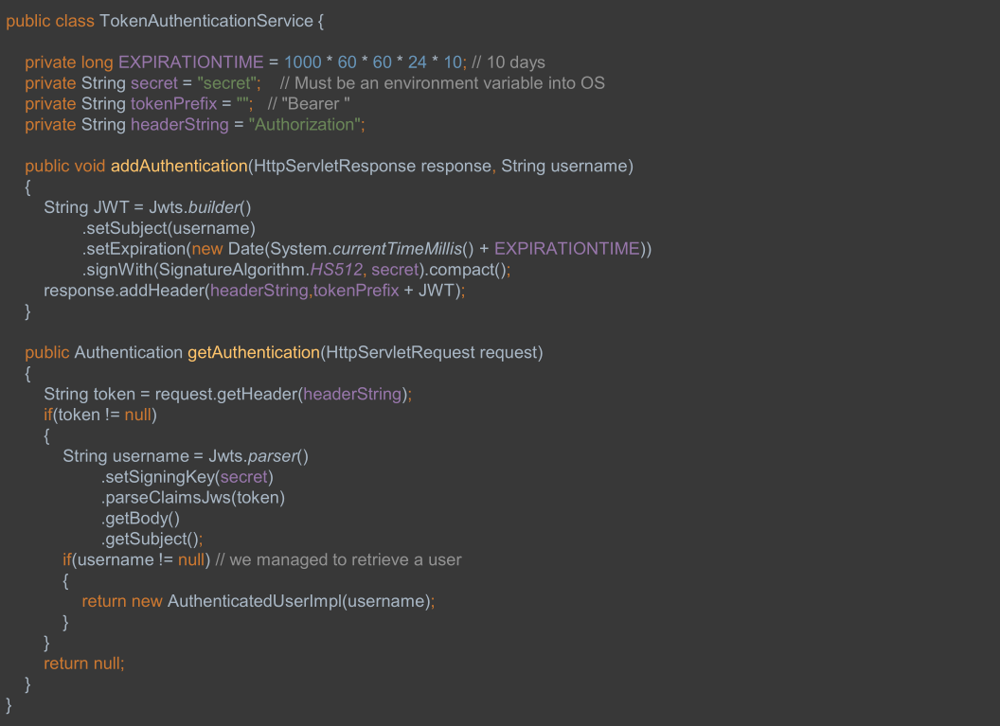 public class TokenAuthenticationService {
private long EXPIRATIONTIME = 1000 * 60 * 60 * 24 * 10; // 10 days
private String secret = "secret"; // Must be an environment variable into OS
private String tokenPrefix = ""; // "Bearer "
private String headerString = "Authorization";
public void addAuthentication(HttpServletResponse response, String username)
{
String JWT = Jwts.builder()
.setSubject(username)
.setExpiration(new Date(System.currentTimeMillis() + EXPIRATIONTIME))
.signWith(SignatureAlgorithm.HS512, secret).compact();
response.addHeader(headerString,tokenPrefix + JWT);
}
public Authentication getAuthentication(HttpServletRequest request)
{
String token = request.getHeader(headerString);
if(token != null)
{
String username = Jwts.parser()
.setSigningKey(secret)
.parseClaimsJws(token)
.getBody()
.getSubject();
if(username != null) // we managed to retrieve a user
{
return new AuthenticatedUserImpl(username);
}
}
return null;
}
}